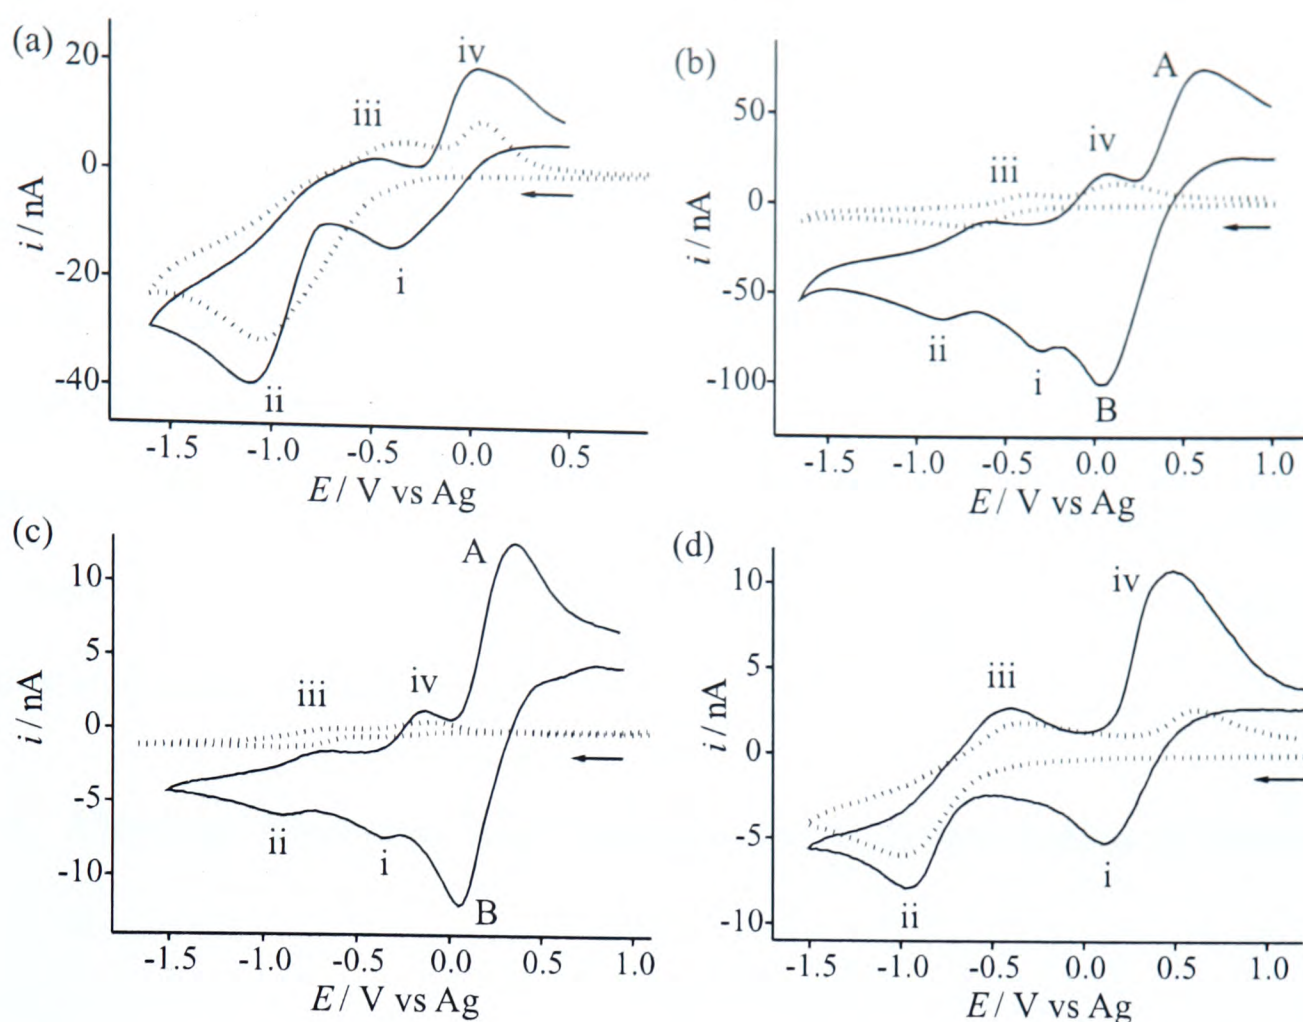 (a)
20
0
-20
-40
i / nA
iii
iv
i
ii
-1.5 -1.0 -0.5 0.0 0.5
E / V vs Ag
(b)
50
0
-50
-100
i / nA
A
iv
iii
ii
i
B
-1.5 -1.0 -0.5 0.0 0.5 1.0
E / V vs Ag
(c)
10
5
0
-5
-10
i / nA
A
iii
iv
ii
i
B
-1.5 -1.0 -0.5 0.0 0.5 1.0
E / V vs Ag
(d)
10
5
0
-5
-10
i / nA
iv
iii
i
ii
-1.5 -1.0 -0.5 0.0 0.5 1.0
E / V vs Ag